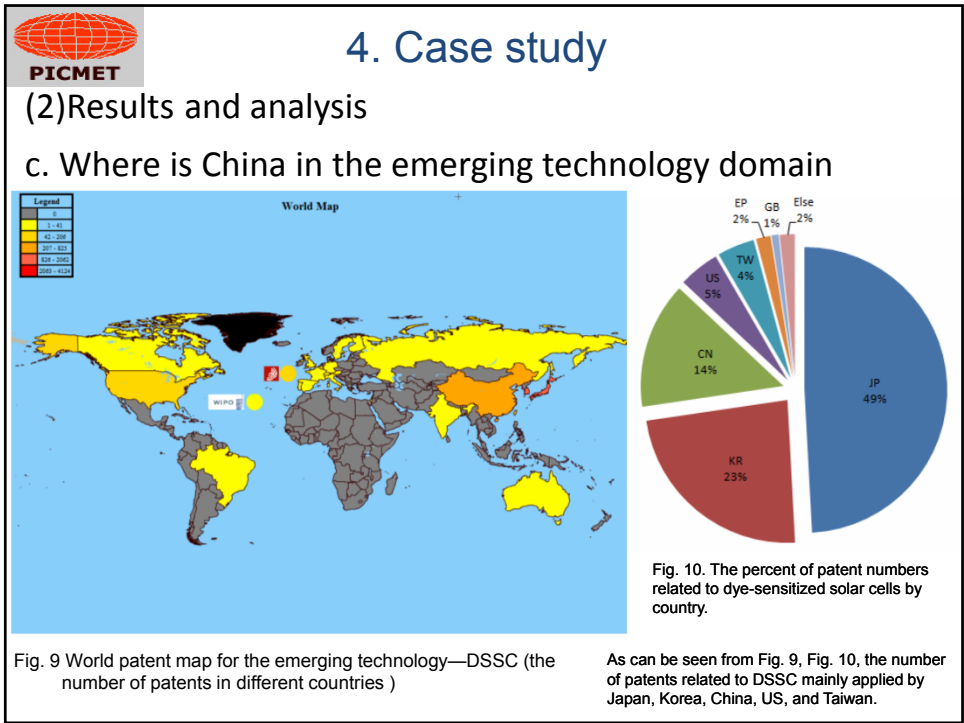 PICMET
4. Case study
(2)Results and analysis
c. Where is China in the emerging technology domain
Legend
0
1 - 41
42 - 206
207 - 825
826 - 2062
2063 - 4124
World Map
WIPO
EP
2%
GB
1%
Else
2%
TW
4%
US
5%
CN
14%
JP
49%
KR
23%
Fig. 10. The percent of patent numbers
related to dye-sensitized solar cells by
country.
Fig. 9 World patent map for the emerging technology—DSSC (the
number of patents in different countries )
As can be seen from Fig. 9, Fig. 10, the number
of patents related to DSSC mainly applied by
Japan, Korea, China, US, and Taiwan.